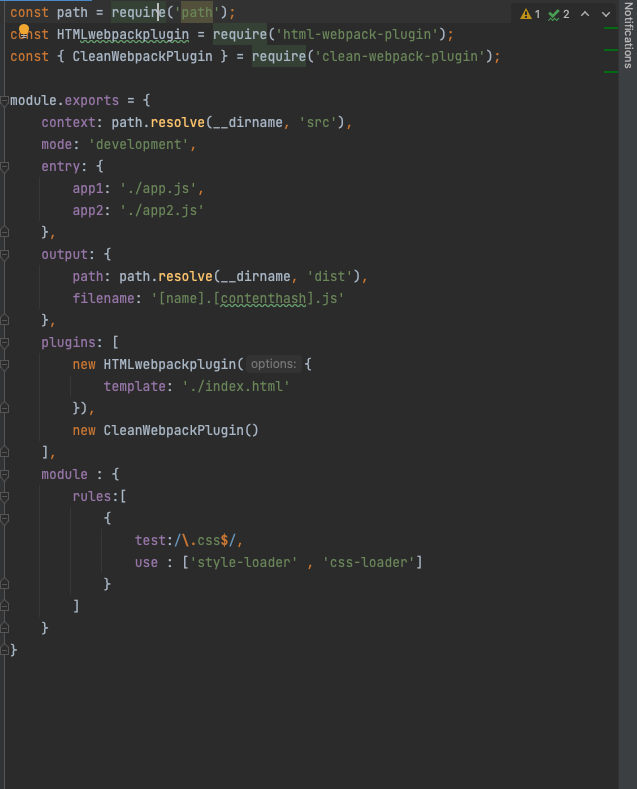 const path = require('path');
1 2
const HTMLwebpackplugin = require('html-webpack-plugin');
const { CleanWebpackPlugin } = require('clean-webpack-plugin');
module.exports = {
context: path.resolve(__dirname, 'src'),
mode: 'development',
entry: {
app1: './app.js',
app2: './app2.js'
},
output: {
path: path.resolve(__dirname, 'dist'),
filename: '[name].[contenthash].js'
},
plugins: [
new HTMLwebpackplugin( options: {
template: './index.html'
}),
new CleanWebpackPlugin()
],
module : {
rules:[
{
test:/\.css$/,
use : ['style-loader' , 'css-loader']
}
]
}
}
Notifications